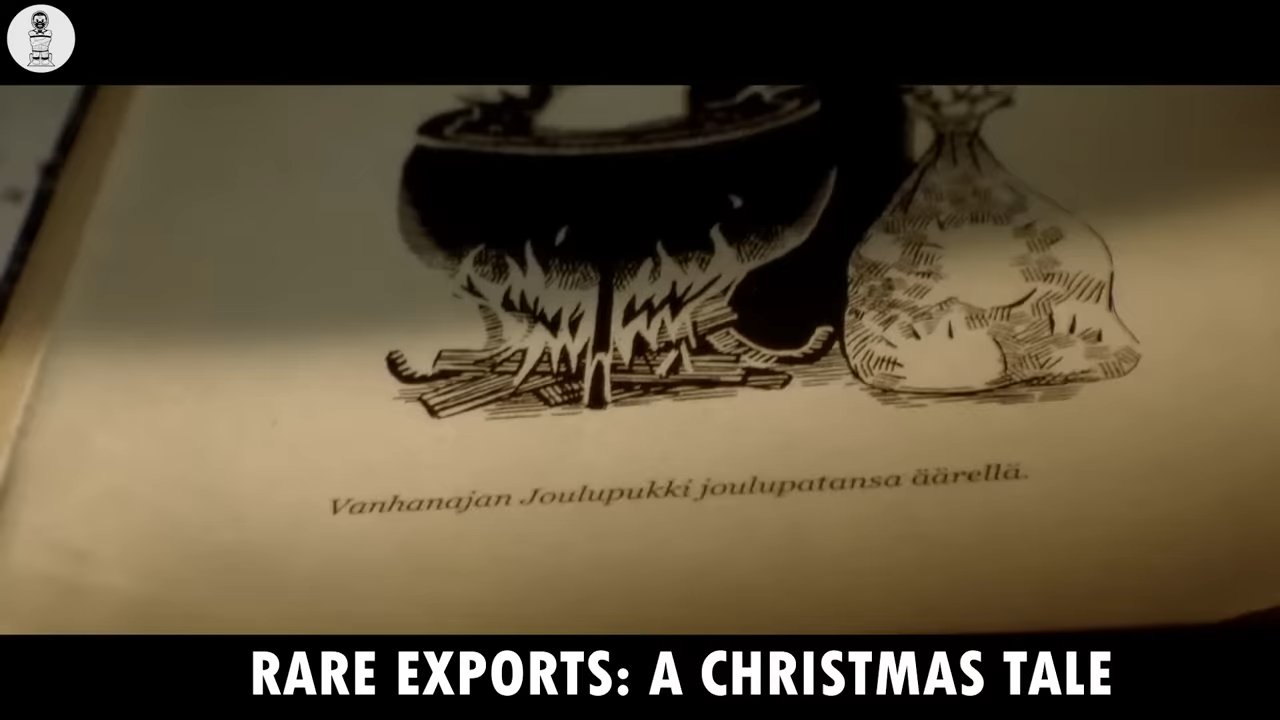 Vanhanajan Joulupukki joulupatansa äärellä.
RARE EXPORTS: A CHRISTMAS TALE